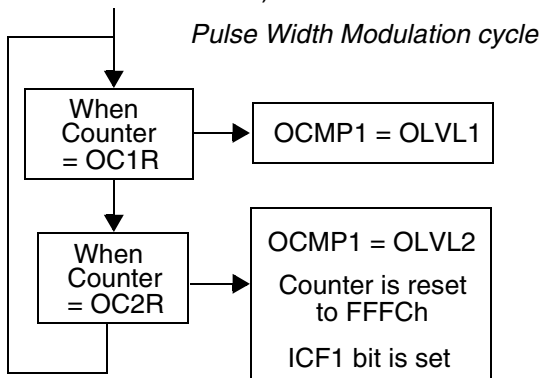 Pulse Width Modulation cycle
When
Counter
= OC1R
OCMP1 = OLVL1
When
Counter
= OC2R
OCMP1 = OLVL2
Counter is reset
to FFFCh
ICF1 bit is set